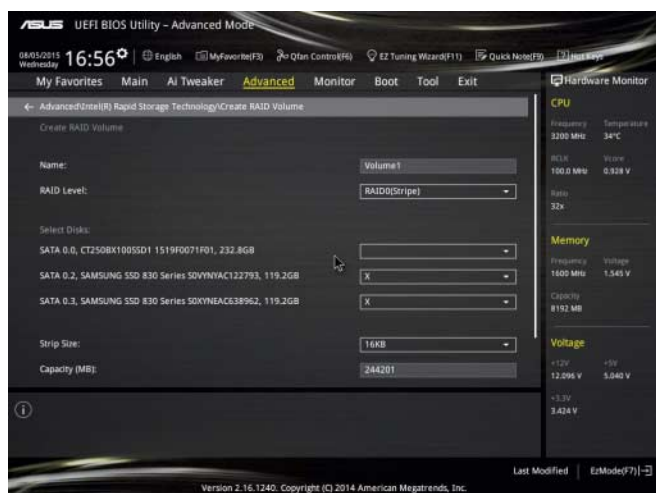 ASUS UEFI BIOS Utility – Advanced Mode
08/05/2015 Wednesday 16:56 English MyFavorite(F3) Qfan Control(F6) EZ Tuning Wizard(F11) Quick Note(F9) Hot Keys
My Favorites Main Ai Tweaker Advanced Monitor Boot Tool Exit
Hardware Monitor
← Advanced\Intel(R) Rapid Storage Technology\Create RAID Volume
Create RAID Volume
Name: Volume1
RAID Level: RAID0(Stripe)
Select Disks:
SATA 0.0, CT250BX100SSD1 1519F0071F01, 232.8GB
SATA 0.2, SAMSUNG SSD 830 Series S0VYNYAC122793, 119.2GB X
SATA 0.3, SAMSUNG SSD 830 Series S0XYNEAC638962, 119.2GB X
Strip Size: 16KB
Capacity (MB): 244201
CPU
Frequency Temperature
3200 MHz 34°C
BCLK Vcore
100.0 MHz 0.928 V
Ratio
32x
Memory
Frequency Voltage
1600 MHz 1.545 V
Capacity
8192 MB
Voltage
+12V +5V
12.096 V 5.040 V
+3.3V
3.424 V
Last Modified EzMode(F7)
Version 2.16.1240. Copyright (C) 2014 American Megatrends, Inc.